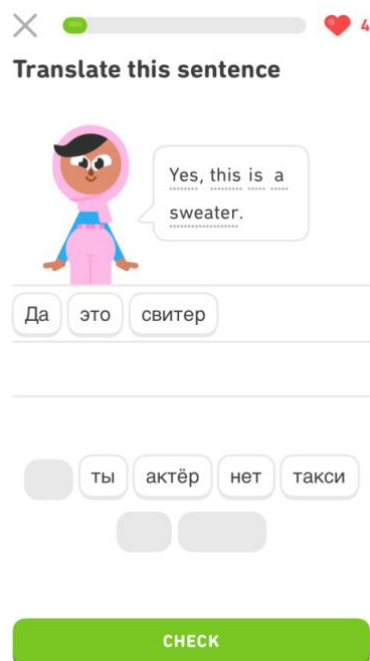 4
Translate this sentence
Yes, this is a
sweater.
Да это свитер
ты актёр нет такси
CHECK